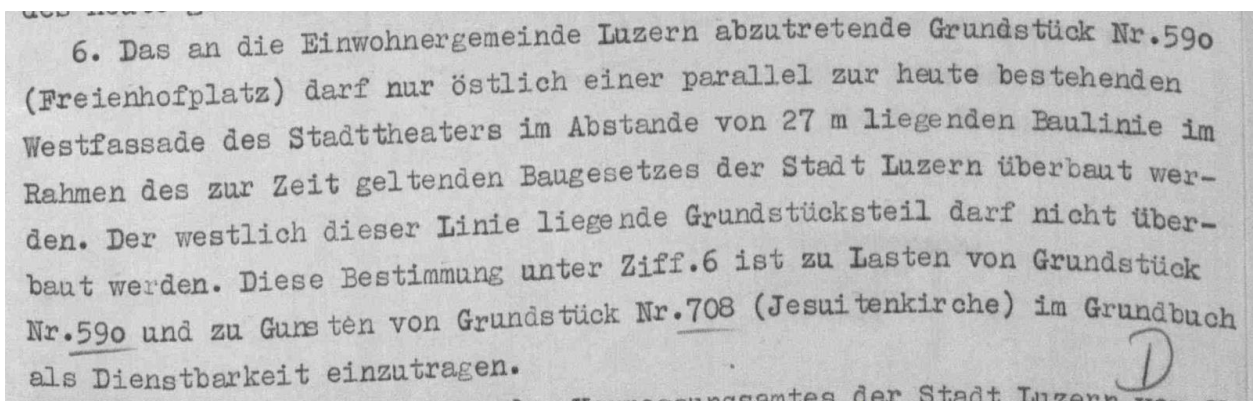 6. Das an die Einwohnergemeinde Luzern abzutretende Grundstück Nr.59o
(Freienhofplatz) darf nur östlich einer parallel zur heute bestehenden
Westfassade des Stadttheaters im Abstande von 27 m liegenden Baulinie im
Rahmen des zur Zeit geltenden Baugesetzes der Stadt Luzern überbaut wer-
den. Der westlich dieser Linie liegende Grundstücksteil darf nicht über-
baut werden. Diese Bestimmung unter Ziff.6 ist zu Lasten von Grundstück
Nr.59o und zu Gunsten von Grundstück Nr.708 (Jesuitenkirche) im Grundbuch
als Dienstbarkeit einzutragen.
D
der Stadt Luzern